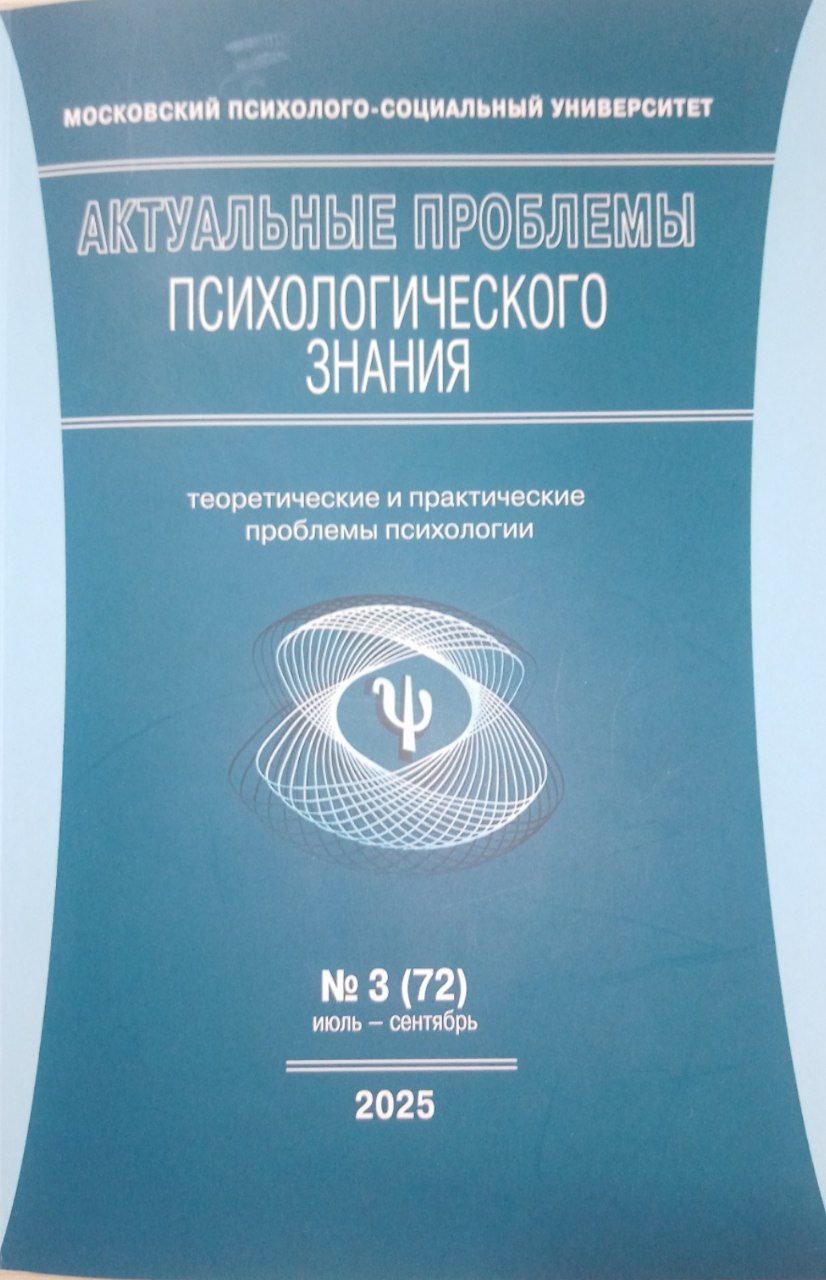 МОСКОВСКИЙ ПСИХОЛОГО-СОЦИАЛЬНЫЙ УНИВЕРСИТЕТ
АКТУАЛЬНЫЕ ПРОБЛЕМЫ
ПСИХОЛОГИЧЕСКОГО
ЗНАНИЯ
теоретические и практические
проблемы психологии
Ψ
№ 3 (72)
июль – сентябрь
2025